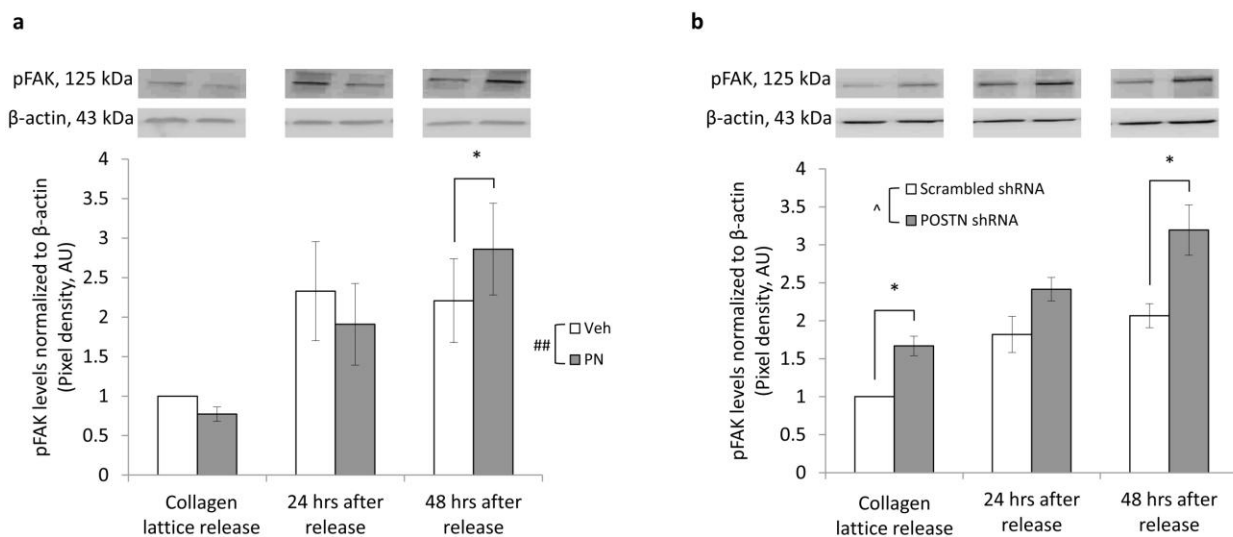 a
pFAK, 125 kDa
β-actin, 43 kDa
pFAK levels normalized to β-actin
(Pixel density, AU)
4
3.5
3
2.5
2
1.5
1
0.5
0
*
##
Veh
PN
Collagen
lattice release
24 hrs after
release
48 hrs after
release
b
pFAK, 125 kDa
β-actin, 43 kDa
pFAK levels normalized to β-actin
(Pixel density, AU)
4
3.5
3
2.5
2
1.5
1
0.5
0
^
Scrambled shRNA
POSTN shRNA
*
*
Collagen
lattice release
24 hrs after
release
48 hrs after
release